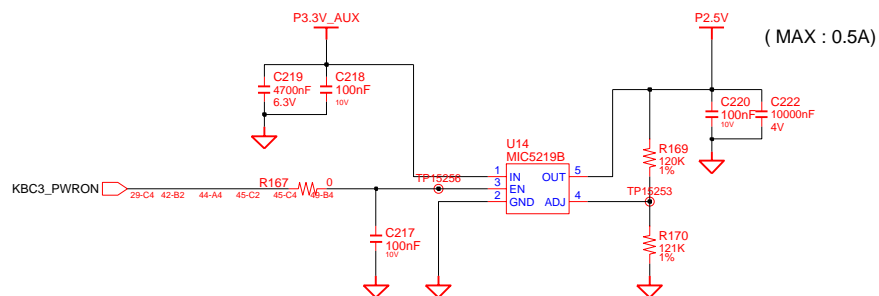 P3.3V_AUX
P2.5V
( MAX : 0.5A)
C219
4700nF
6.3V
C218
100nF
10V
C220
100nF
10V
C222
10000nF
4V
U14
MIC5219B
1 IN OUT 5
3 EN
2 GND ADJ 4
R169
120K
1%
KBC3_PWRON
29-C4 42-B2 44-A4 45-C2 45-C4 49-B4
R167 0
TP15256
TP15253
C217
100nF
10V
R170
121K
1%